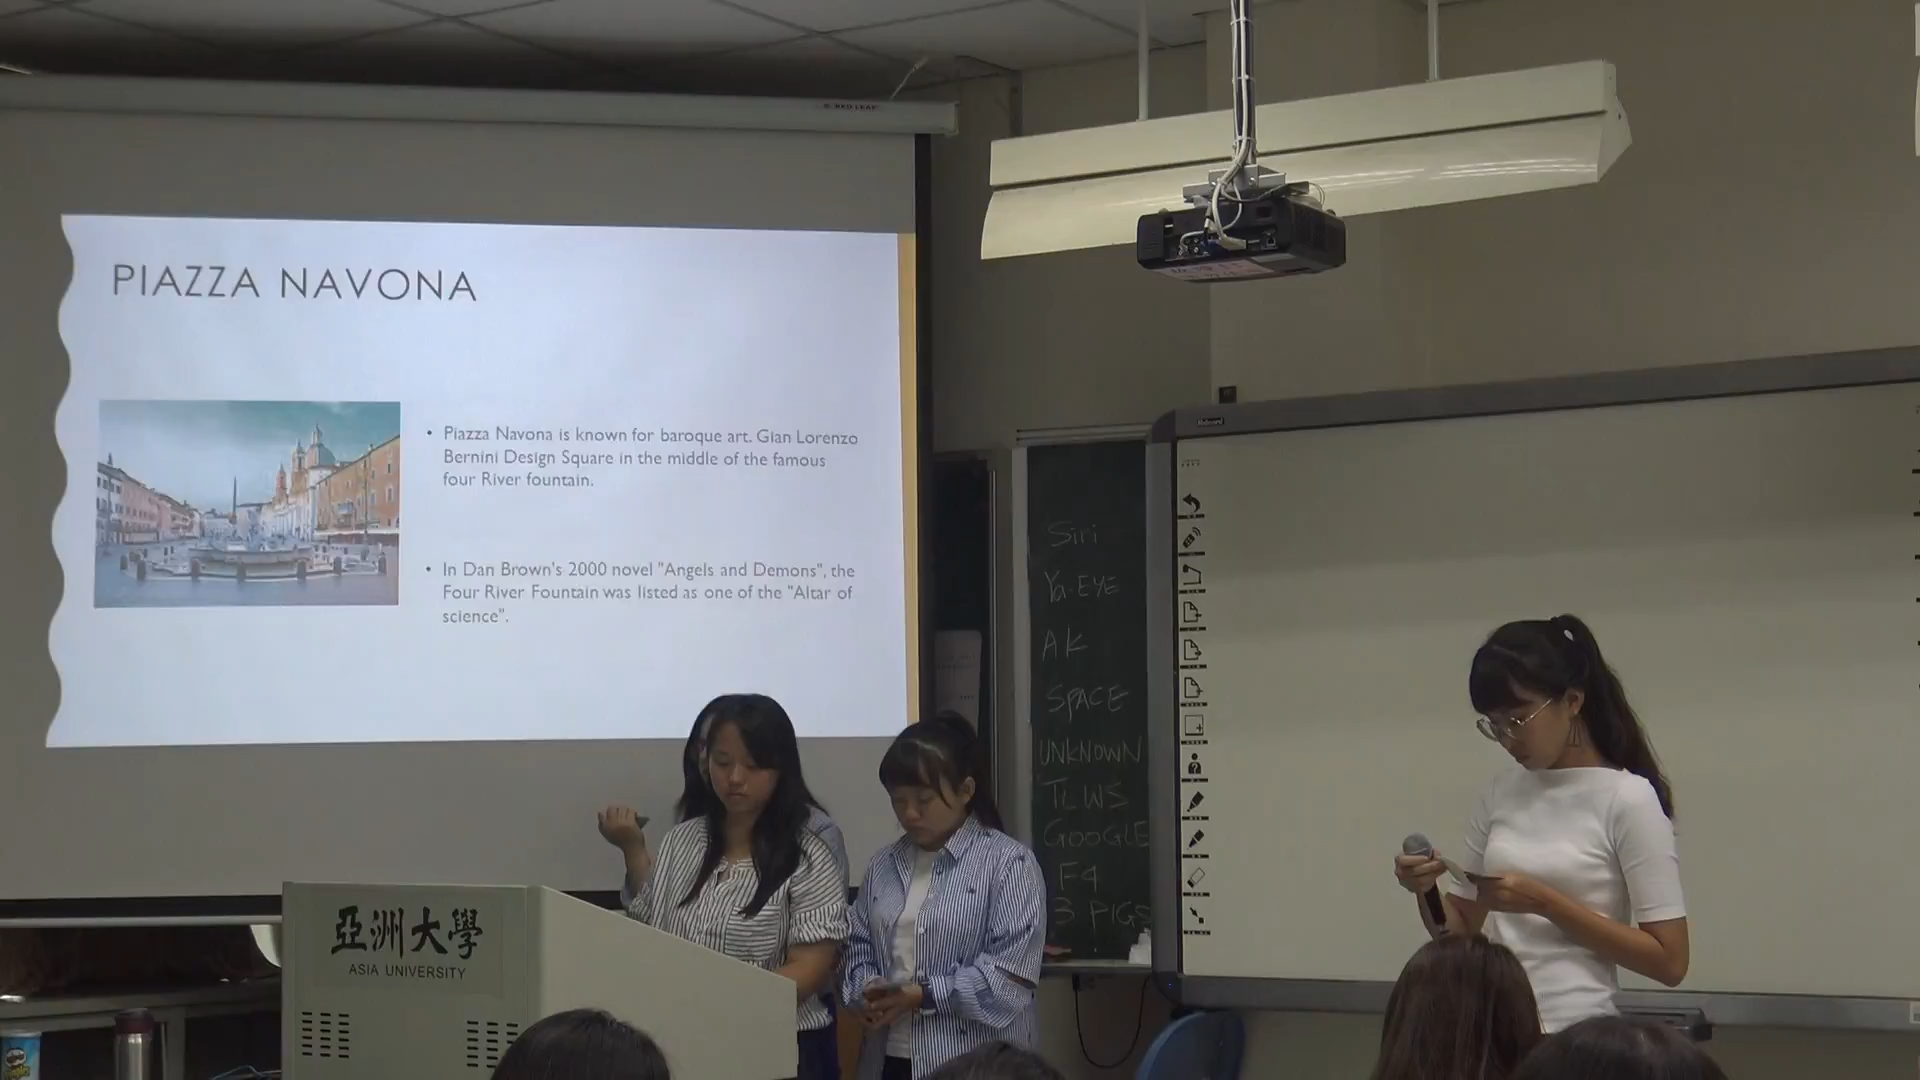 RED LEAF
PIAZZA NAVONA
• Piazza Navona is known for baroque art. Gian Lorenzo
Bernini Design Square in the middle of the famous
four River fountain.
• In Dan Brown's 2000 novel "Angels and Demons", the
Four River Fountain was listed as one of the "Altar of
science".
Siri
Ya-EYE
AK
SPACE
UNKNOWN
TLWS
GOOGLE
F4
3 PIGS
亞洲大學
ASIA UNIVERSITY